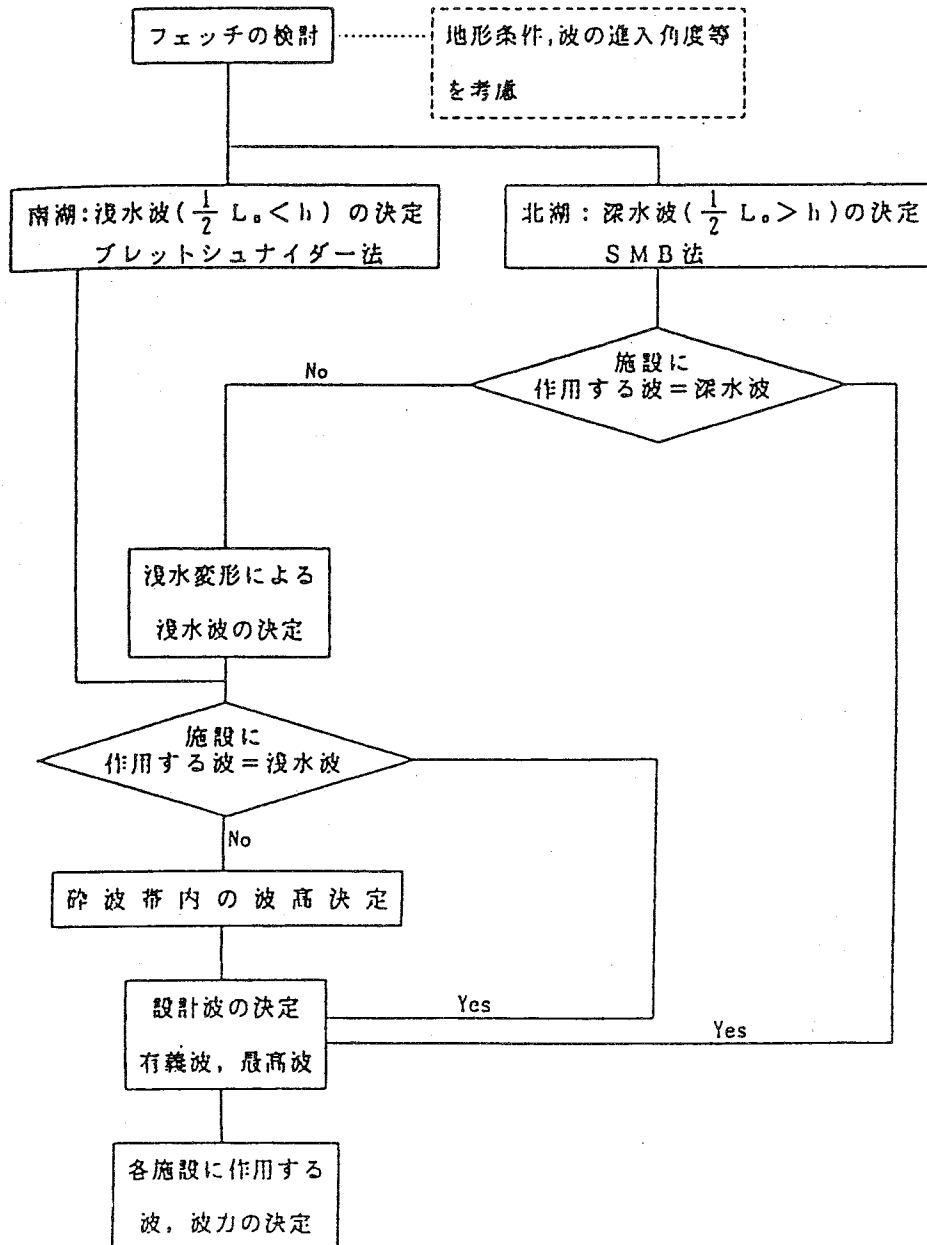 フェッチの検討
地形条件,波の進入角度等
を考慮
南湖:浅水波(1/2 L₀<h)の決定
ブレットシュナイダー法
北湖:深水波(1/2 L₀>h)の決定
SMB法
施設に
作用する波=深水波
No
浅水変形による
浅水波の決定
施設に
作用する波=浅水波
No
砕波帯内の波高決定
設計波の決定
有義波,最高波
Yes
Yes
各施設に作用する
波,波力の決定